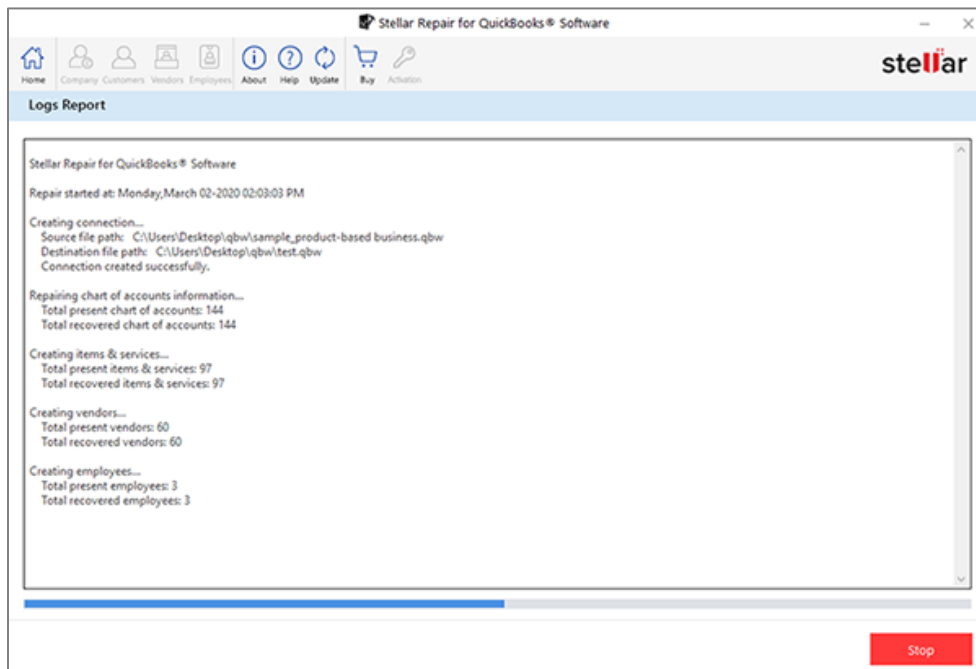 Stellar Repair for QuickBooks® Software
Home Company Customers Vendors Employees About Help Update Buy Activation
stellar
Logs Report
Stellar Repair for QuickBooks® Software
Repair started at: Monday,March 02-2020 02:03:03 PM
Creating connection...
Source file path: C:\Users\Desktop\qbw\sample_product-based business.qbw
Destination file path: C:\Users\Desktop\qbw\test.qbw
Connection created successfully.
Repairing chart of accounts information...
Total present chart of accounts: 144
Total recovered chart of accounts: 144
Creating items & services...
Total present items & services: 97
Total recovered items & services: 97
Creating vendors...
Total present vendors: 60
Total recovered vendors: 60
Creating employees...
Total present employees: 3
Total recovered employees: 3
Stop